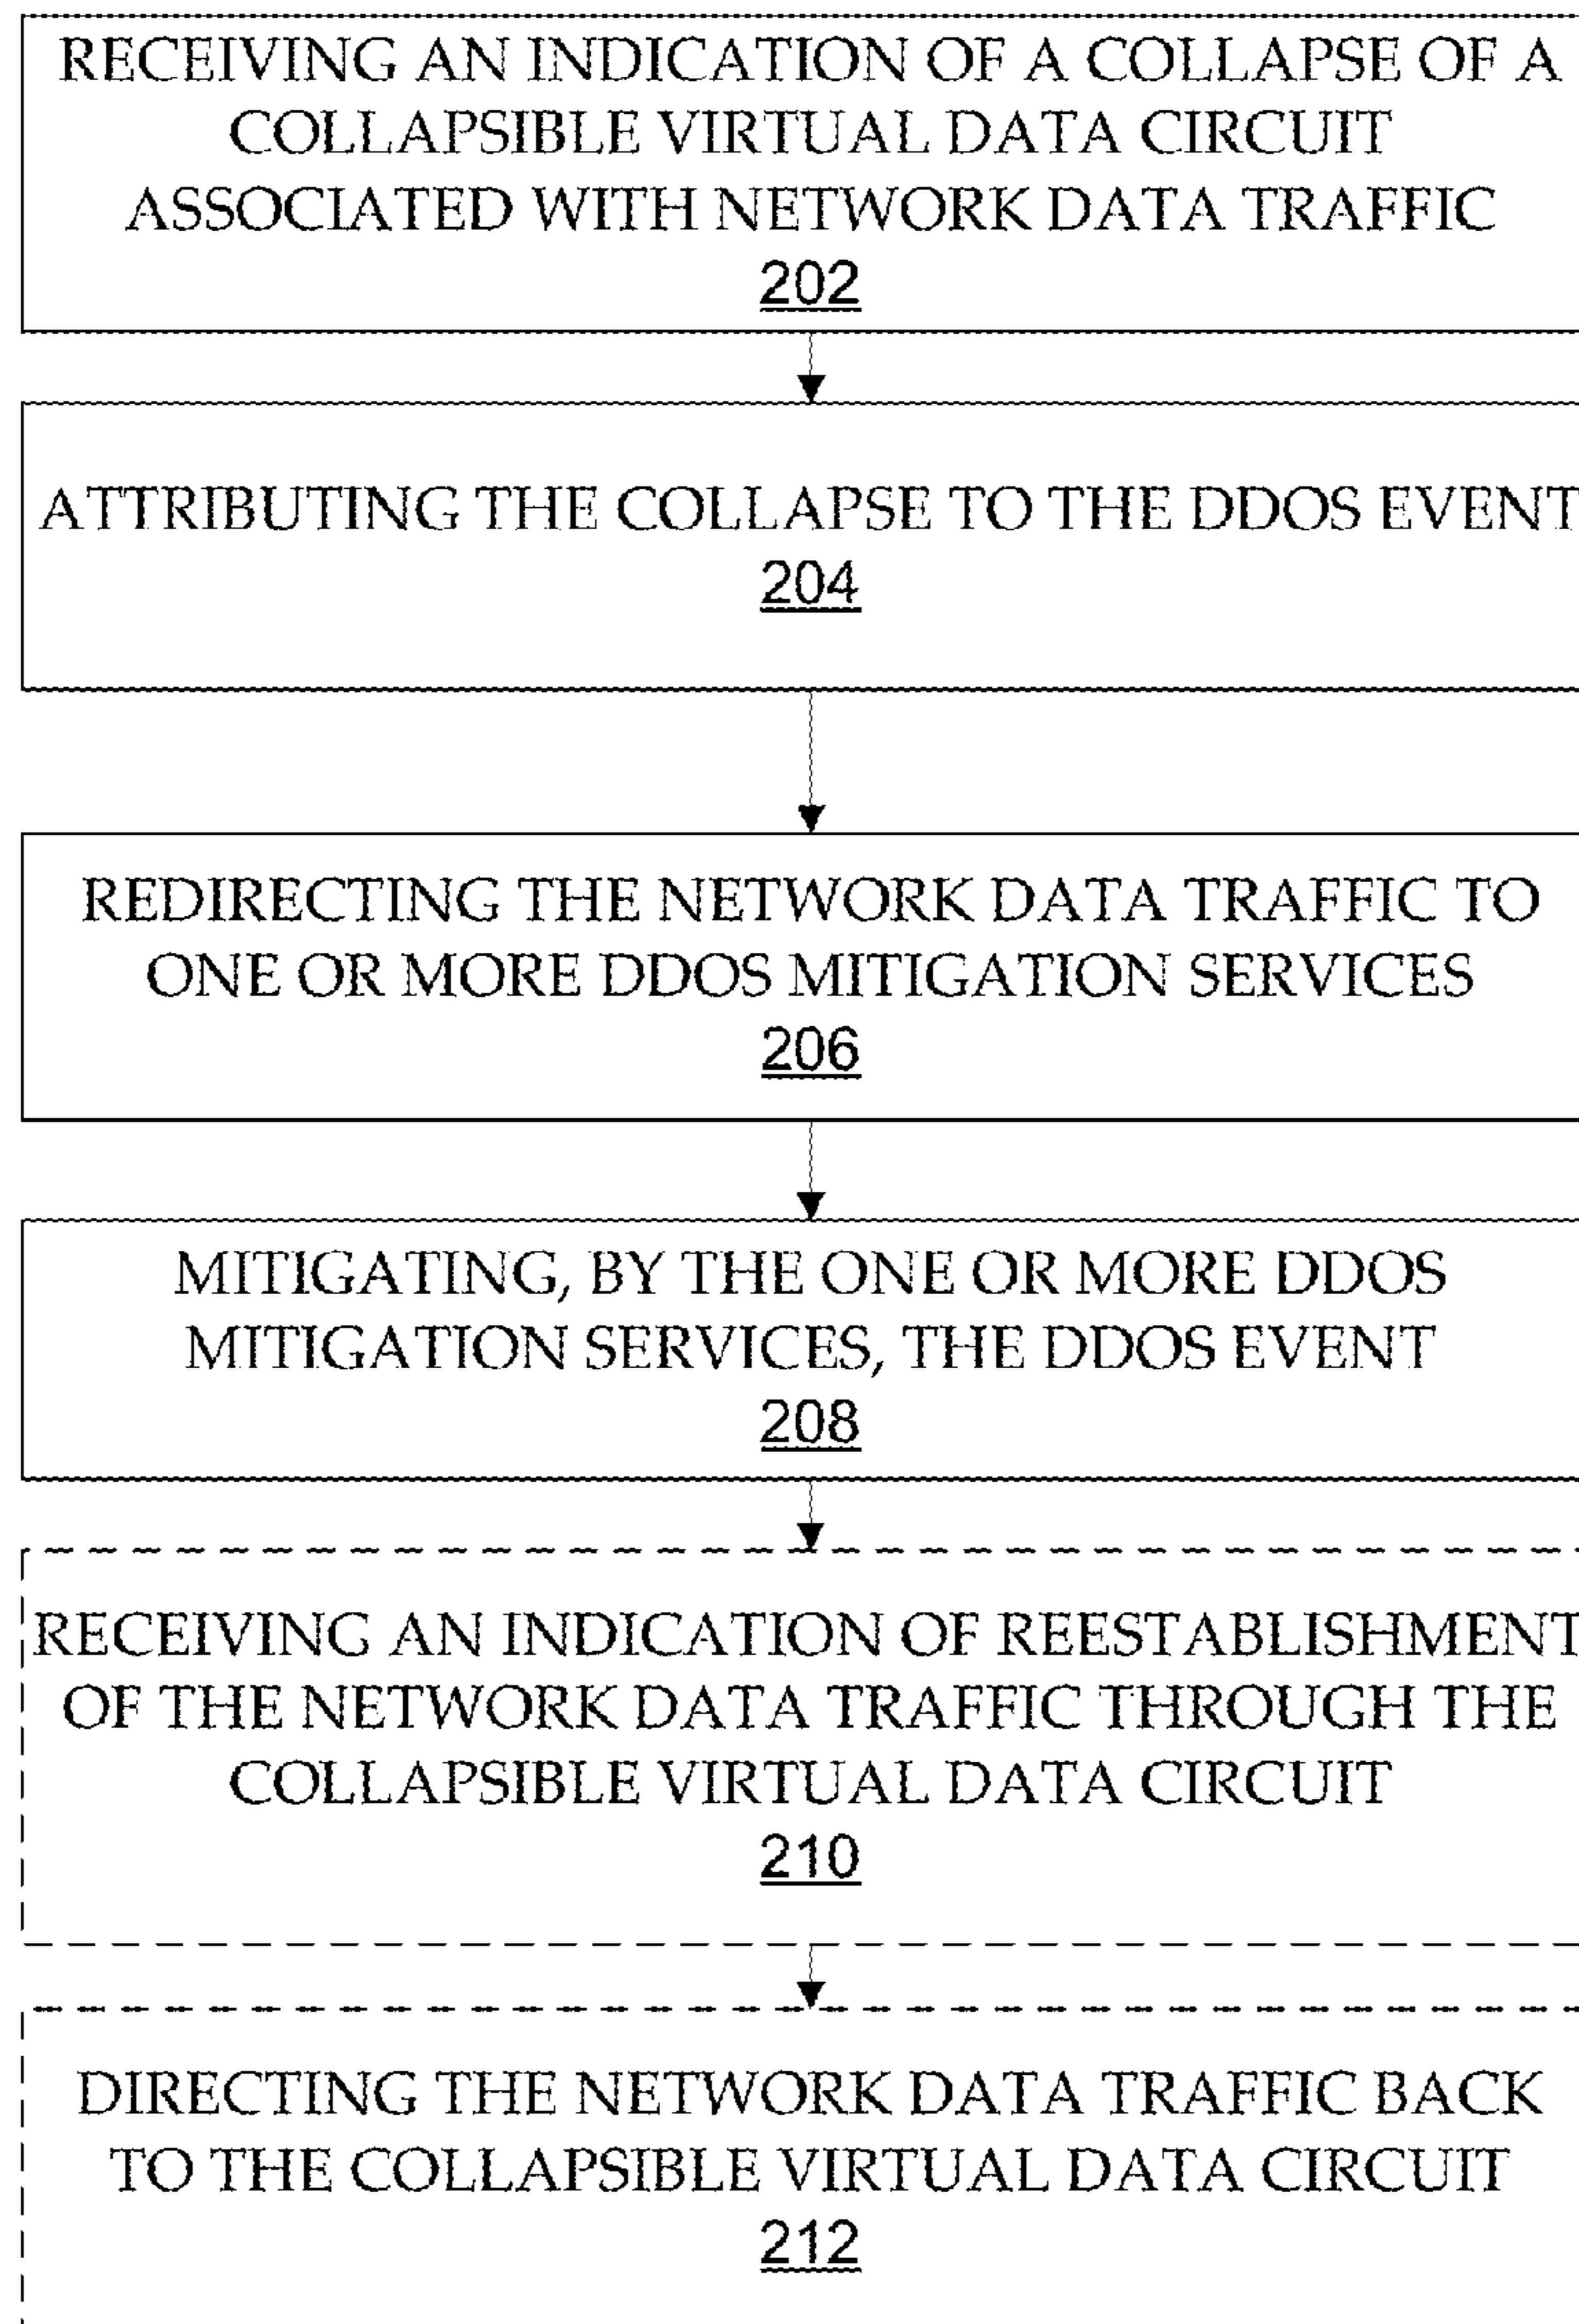 RECEIVING AN INDICATION OF A COLLAPSE OF A
COLLAPSIBLE VIRTUAL DATA CIRCUIT
ASSOCIATED WITH NETWORK DATA TRAFFIC
202
ATTRIBUTING THE COLLAPSE TO THE DDOS EVENT
204
REDIRECTING THE NETWORK DATA TRAFFIC TO
ONE OR MORE DDOS MITIGATION SERVICES
206
MITIGATING, BY THE ONE OR MORE DDOS
MITIGATION SERVICES, THE DDOS EVENT
208
RECEIVING AN INDICATION OF REESTABLISHMENT
OF THE NETWORK DATA TRAFFIC THROUGH THE
COLLAPSIBLE VIRTUAL DATA CIRCUIT
210
DIRECTING THE NETWORK DATA TRAFFIC BACK
TO THE COLLAPSIBLE VIRTUAL DATA CIRCUIT
212